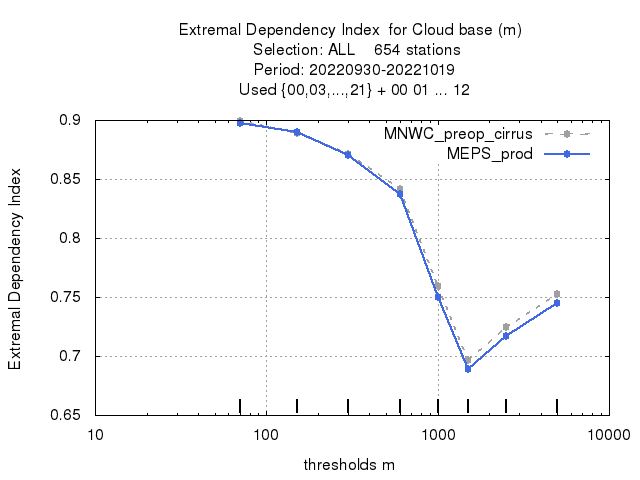 Extremal Dependency Index  for Cloud base (m)
Selection: ALL    654 stations
Period: 20220930-20221019
Used {00,03,...,21} + 00 01 ... 12
MNWC_preop_cirrus
MEPS_prod
0.9
0.85
0.8
0.75
0.7
0.65
Extremal Dependency Index
10
100
1000
10000
thresholds m